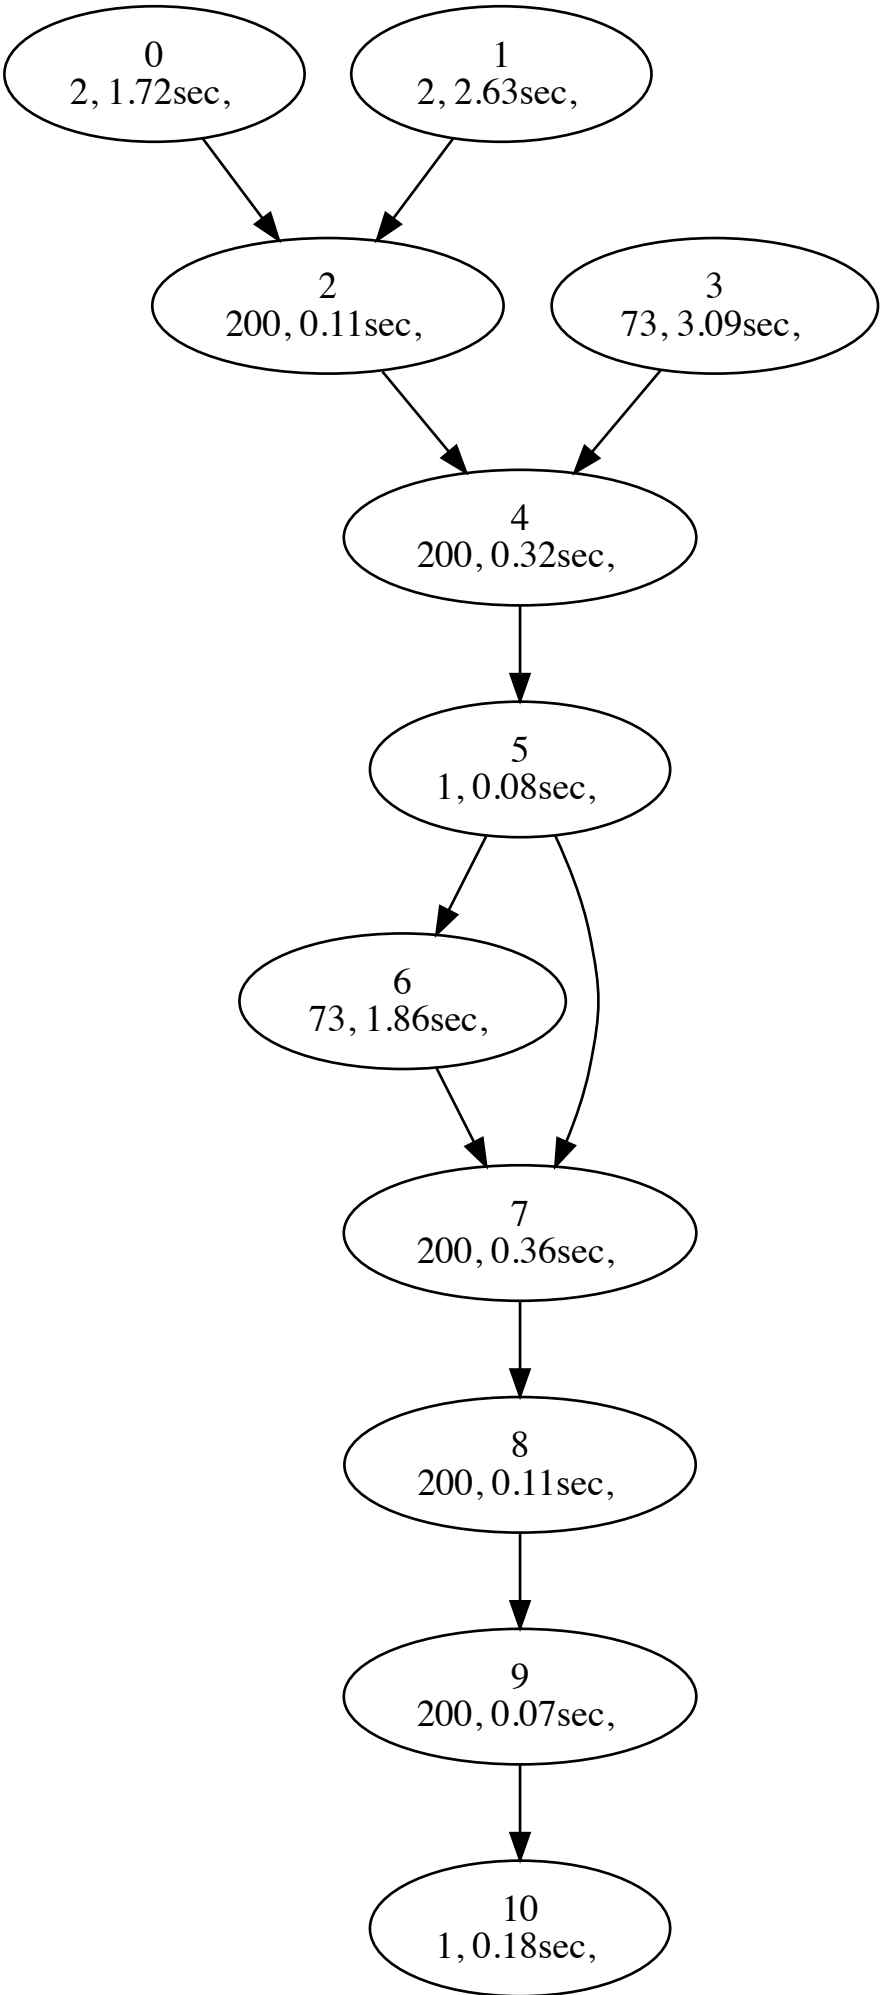 0
2, 1.72sec,
1
2, 2.63sec,
2
200, 0.11sec,
3
73, 3.09sec,
4
200, 0.32sec,
5
1, 0.08sec,
6
73, 1.86sec,
7
200, 0.36sec,
8
200, 0.11sec,
9
200, 0.07sec,
10
1, 0.18sec,